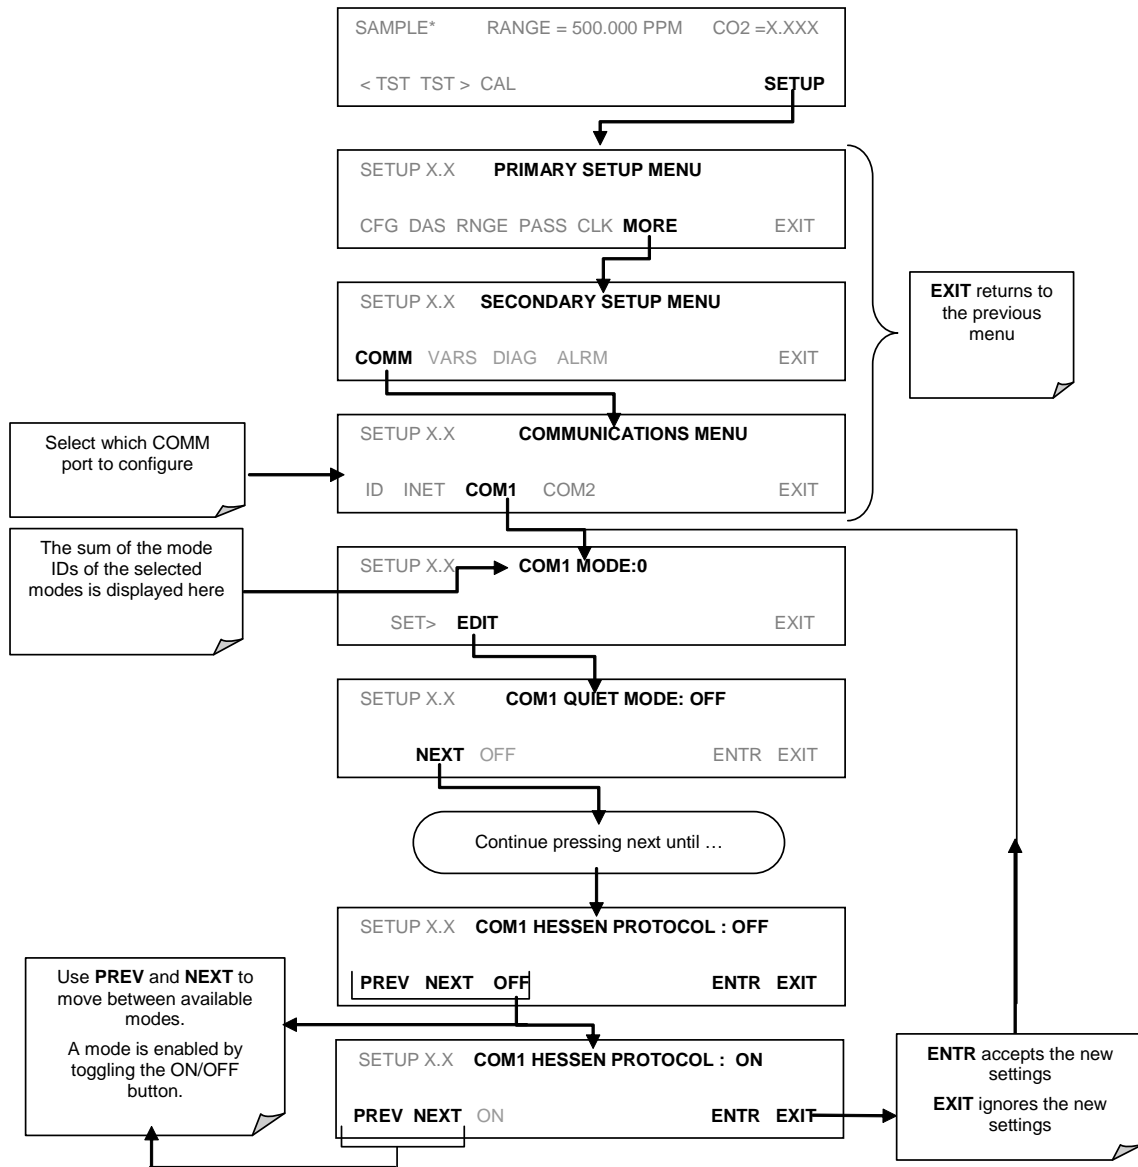 SAMPLE* RANGE = 500.000 PPM CO2 =X.XXX
< TST TST > CAL SETUP
SETUP X.X PRIMARY SETUP MENU
CFG DAS RNGE PASS CLK MORE EXIT
SETUP X.X SECONDARY SETUP MENU
COMM VARS DIAG ALRM EXIT
EXIT returns to
the previous
menu
Select which COMM
port to configure
SETUP X.X COMMUNICATIONS MENU
ID INET COM1 COM2 EXIT
The sum of the mode
IDs of the selected
modes is displayed here
SETUP X.X COM1 MODE:0
SET> EDIT EXIT
SETUP X.X COM1 QUIET MODE: OFF
NEXT OFF ENTR EXIT
Continue pressing next until …
SETUP X.X COM1 HESSEN PROTOCOL : OFF
PREV NEXT OFF ENTR EXIT
Use PREV and NEXT to
move between available
modes.
A mode is enabled by
toggling the ON/OFF
button.
SETUP X.X COM1 HESSEN PROTOCOL : ON
PREV NEXT ON ENTR EXIT
ENTR accepts the new
settings
EXIT ignores the new
settings